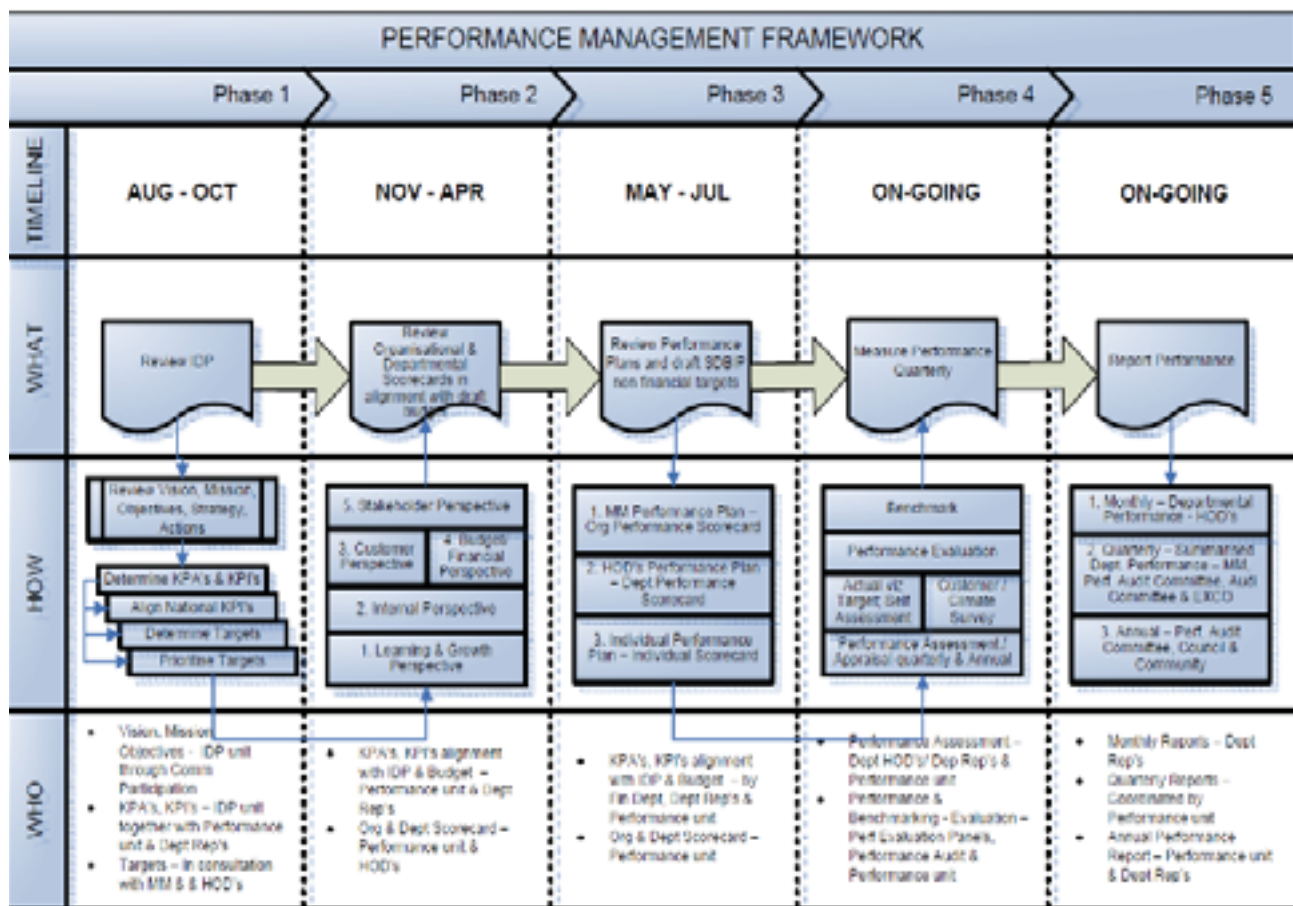 PERFORMANCE MANAGEMENT FRAMEWORK
Phase 1
Phase 2
Phase 3
Phase 4
Phase 5
TIMELINE
AUG - OCT
NOV - APR
MAY - JUL
ON-GOING
ON-GOING
WHAT
Review IDP
Review
Organisational &
Departmental
Scorecards in
alignment with draft
Review Performance
Plans and draft SDBIP
non financial targets
Measure Performance
Quarterly
Report Performance
HOW
Review Vision, Mission,
Objectives, Strategy,
Actions
Determine KPA's & KPI's
Align National KPI's
Determine Targets
Prioritise Targets
5. Stakeholder Perspective
3. Customer
Perspective
4. Budget/
Financial
Perspective
2. Internal Perspective
1. Learning & Growth
Perspective
1. MM Performance Plan –
Org Performance Scorecard
2. HOD's Performance Plan
– Dept Performance
Scorecard
3. Individual Performance
Plan – Individual Scorecard
Benchmark
Performance Evaluation
Actual
Target, Self
Assessment
Customer /
Climate
Survey
Performance Assessment /
Appraisal quarterly & Annual
1. Monthly – Departmental
Performance - HOD's
2. Quarterly – Summarised
Dept. Performance – MM,
Perf. Audit Committee, Audi
Committee & EXCO
3. Annual – Perf. Audit
Committee, Council &
Community
WHO
• Vision, Mission
Objectives - IDP unit
through Comm
Participation
• KPA's, KPI's – IDP unit
together with Performance
unit & Dept Rep's
• Targets – In consultation
with MM & & HOD's
• KPA's, KPI's alignment
with IDP & Budget –
Performance unit & Dept
Rep's
• Org & Dept Scorecard –
Performance unit &
HOD's
• KPA's, KPI's alignment
with IDP & Budget – by
Fin Dept, Dept Rep's &
Performance unit
• Org & Dept Scorecard –
Performance unit
• Performance Assessment –
Dept HOD's/ Dep Rep's &
Performance unit
• Performance &
Benchmarking - Evaluation –
Perf Evaluation Panels,
Performance Audit &
Performance unit
• Monthly Reports – Dept
Rep's
• Quarterly Reports –
Coordinated by
Performance unit
• Annual Performance
Report – Performance unit
& Dept Rep's